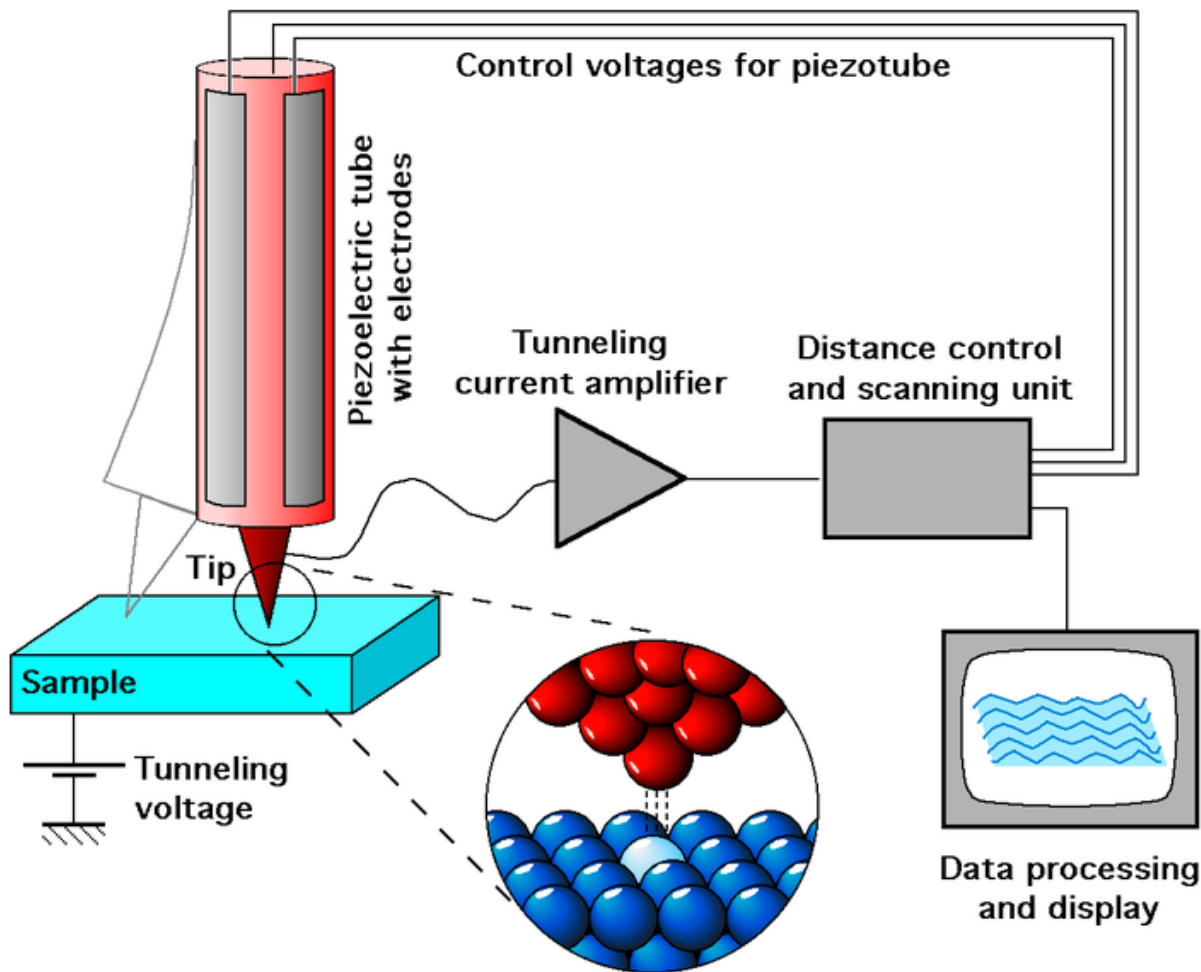 Control voltages for piezotube
Piezoelectric tube
with electrodes
Tunneling
current amplifier
Distance control
and scanning unit
Tip
Sample
Tunneling
voltage
Data processing
and display